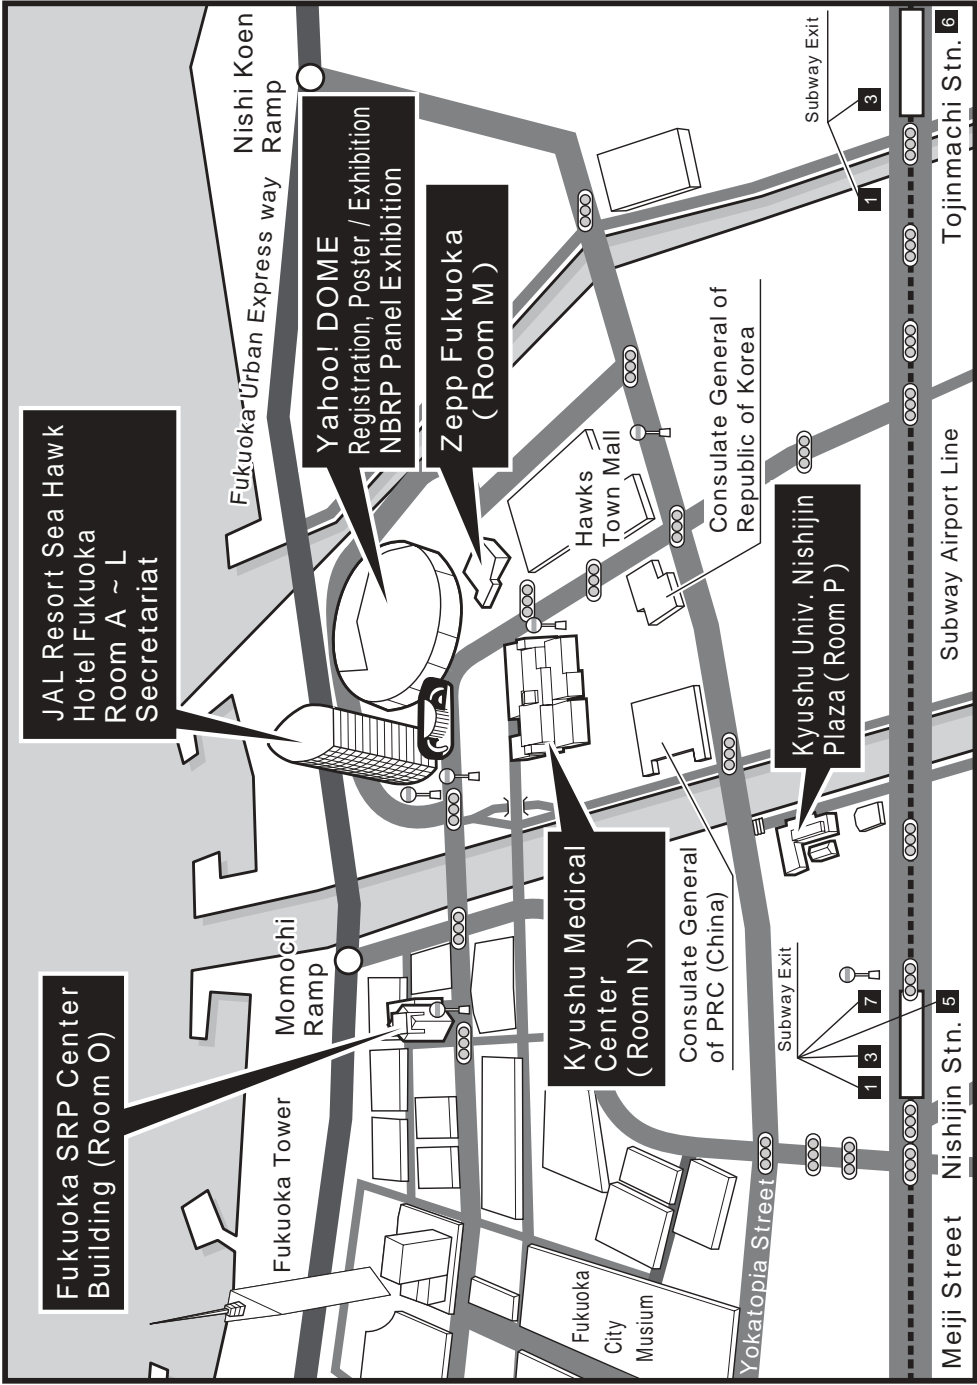 Fukuoka SRP Center
Building (Room O)
JAL Resort Sea Hawk
Hotel Fukuoka
Room A ~ L
Secretariat
Nishi Koen
Ramp
Fukuoka Urban Express way
Yahoo! DOME
Registration, Poster / Exhibition
NBRP Panel Exhibition
Zepp Fukuoka
( Room M )
Momochi
Ramp
Fukuoka Tower
Hawks
Town Mall
Kyushu Medical
Center
( Room N )
Consulate General of
Republic of Korea
Consulate General
of PRC (China)
Kyushu Univ. Nishijin
Plaza ( Room P )
Fukuoka
City
Musium
Yokatopia Street
Subway Exit
1
3
7
5
Subway Exit
1
3
6
Meiji Street
Nishijin Stn.
Subway Airport Line
Tojinmachi Stn.